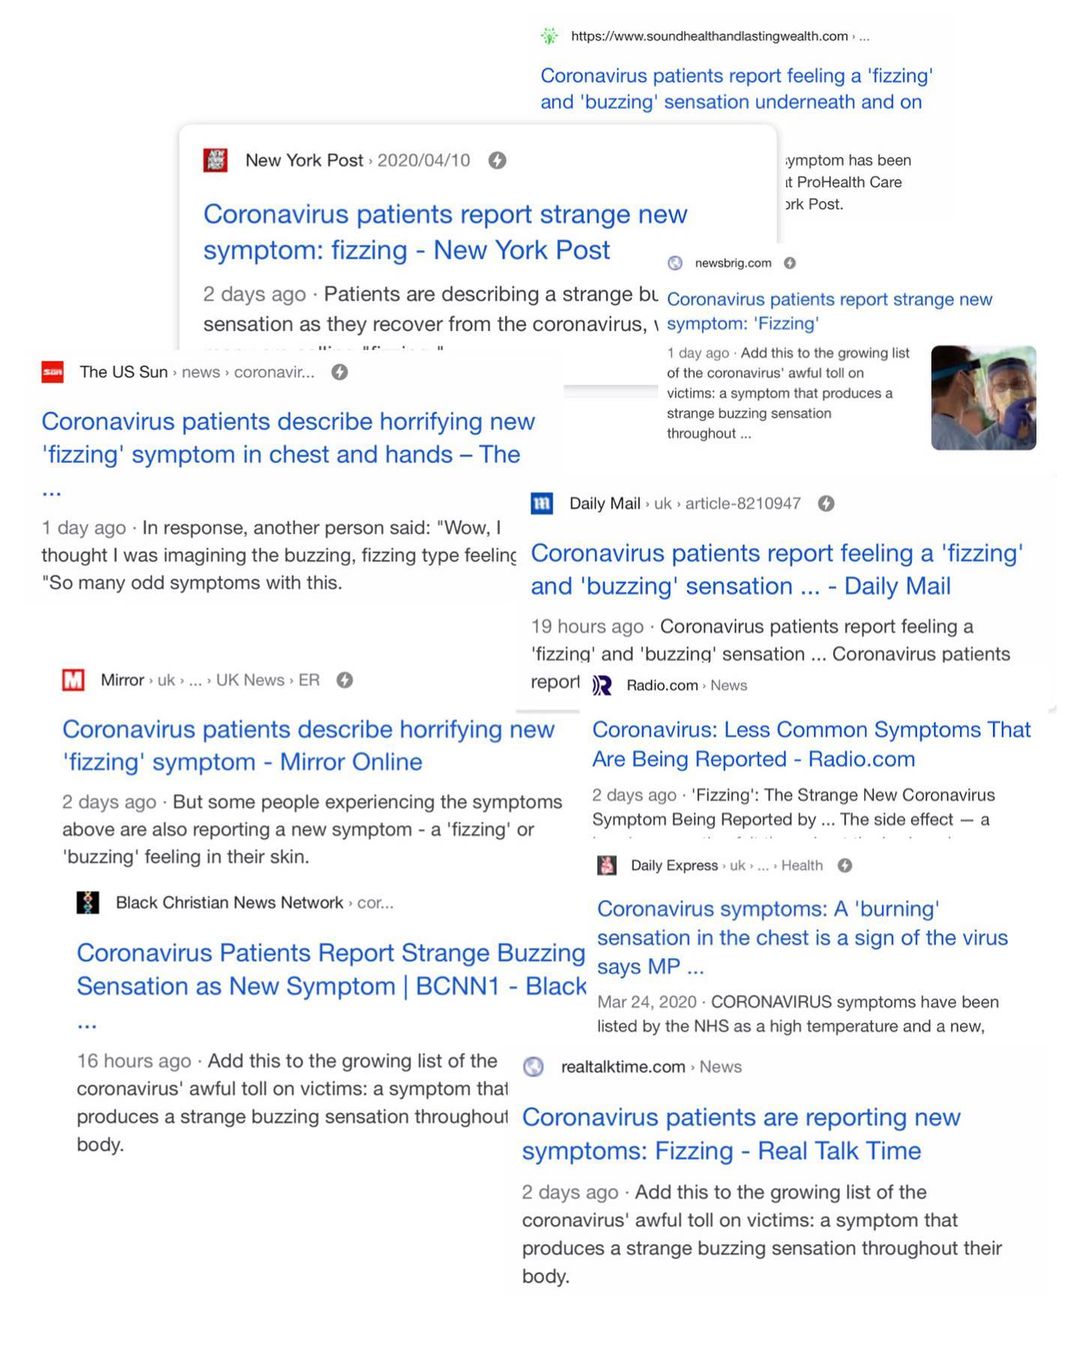 https://www.soundhealthandlastingwealth.com › ...
Coronavirus patients report feeling a 'fizzing'
and 'buzzing' sensation underneath and on
symptom has been
at ProHealth Care
York Post.
New York Post › 2020/04/10
Coronavirus patients report strange new
symptom: fizzing - New York Post
2 days ago · Patients are describing a strange bu
sensation as they recover from the coronavirus,
newsbrig.com
Coronavirus patients report strange new
symptom: 'Fizzing'
1 day ago · Add this to the growing list
of the coronavirus' awful toll on
victims: a symptom that produces a
strange buzzing sensation
throughout ...
SUN
The US Sun › news › coronavir...
Coronavirus patients describe horrifying new
'fizzing' symptom in chest and hands – The
...
1 day ago · In response, another person said: "Wow, I
thought I was imagining the buzzing, fizzing type feeling
"So many odd symptoms with this.
m
Daily Mail › uk › article-8210947
Coronavirus patients report feeling a 'fizzing'
and 'buzzing' sensation ... - Daily Mail
19 hours ago · Coronavirus patients report feeling a
'fizzing' and 'buzzing' sensation ... Coronavirus patients
report
M
Mirror › uk › ... › UK News › ER
Coronavirus patients describe horrifying new
'fizzing' symptom - Mirror Online
2 days ago · But some people experiencing the symptoms
above are also reporting a new symptom - a 'fizzing' or
'buzzing' feeling in their skin.
R
Radio.com › News
Coronavirus: Less Common Symptoms That
Are Being Reported - Radio.com
2 days ago · 'Fizzing': The Strange New Coronavirus
Symptom Being Reported by ... The side effect — a
Black Christian News Network › cor...
Coronavirus Patients Report Strange Buzzing
Sensation as New Symptom | BCNN1 - Black
...
16 hours ago · Add this to the growing list of the
coronavirus' awful toll on victims: a symptom that
produces a strange buzzing sensation throughout
body.
Daily Express › uk › ... › Health
Coronavirus symptoms: A 'burning'
sensation in the chest is a sign of the virus
says MP ...
Mar 24, 2020 · CORONAVIRUS symptoms have been
listed by the NHS as a high temperature and a new,
realtalktime.com › News
Coronavirus patients are reporting new
symptoms: Fizzing - Real Talk Time
2 days ago · Add this to the growing list of the
coronavirus' awful toll on victims: a symptom that
produces a strange buzzing sensation throughout their
body.